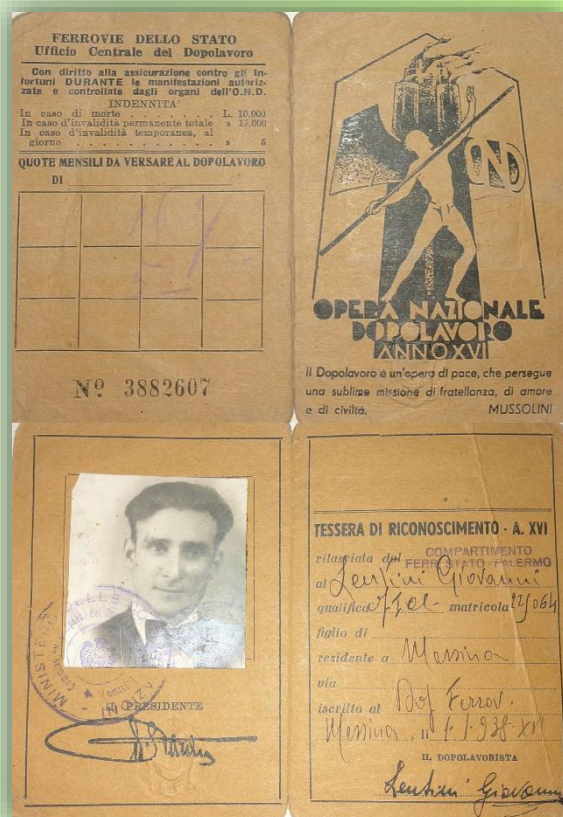 FERROVIE DELLO STATO
Ufficio Centrale del Dopolavoro
Con diritto alla assicurazione contro gli in-
fortuni DURANTE le manifestazioni autoriz-
zate e controllate dagli organi dell'O.N.D.
INDENNITA'
In caso di morte . . . . . . L. 10.000
In caso d'invalidità permanente totale » 15.000
In caso d'invalidità temporanea, al
giorno . . . . . . . . . . » 5
QUOTE MENSILI DA VERSARE AL DOPOLAVORO
DI
Nº 3882607
OND
OPERA NAZIONALE
DOPOLAVORO
ANNO XVI
Il Dopolavoro è un'opera di pace, che persegue
una sublime missione di fratellanza, di amore
e di civiltà. MUSSOLINI
MINISTE
IL PRESIDENTE
TESSERA DI RICONOSCIMENTO - A. XVI
rilasciata dal COMPARTIMENTO
FERR. STATO PALERMO
al Lentini Giovanni
qualifica matricola
figlio di
residente a Messina
via
iscritto al Dop Ferrov.
Messina, li 1.1.938-XVI
IL DOPOLAVORISTA
Lentini Giovanni